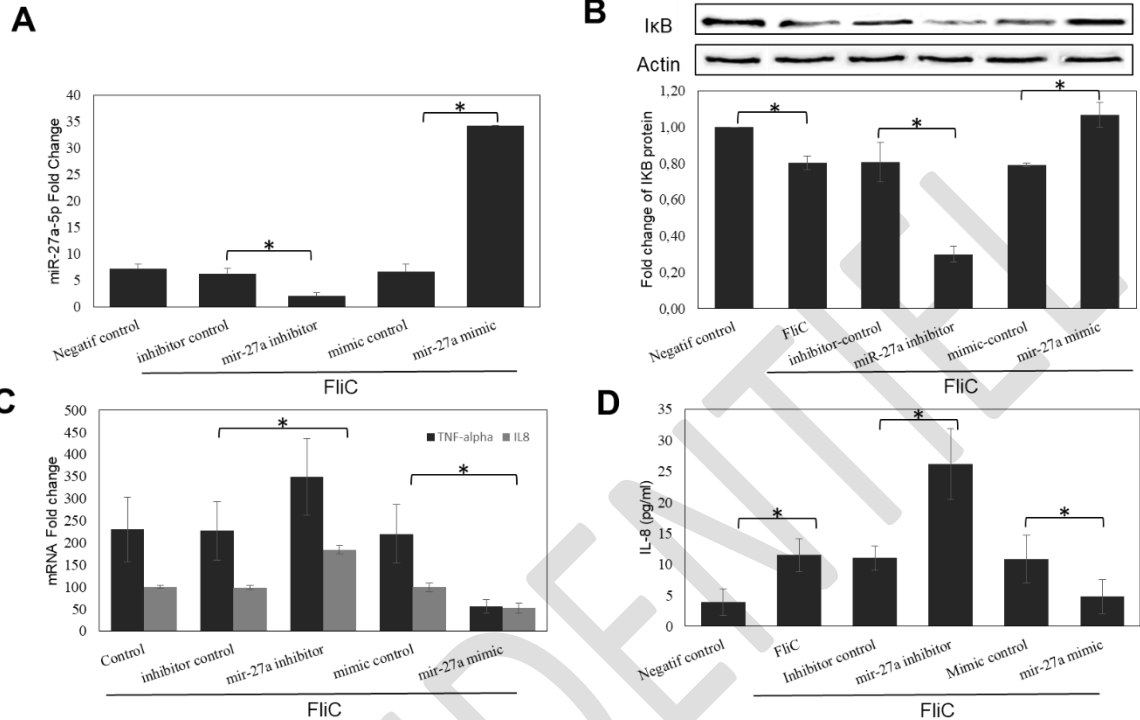 A
miR-27a-5p Fold Change
40
35
30
25
20
15
10
5
0
*
*
Negatif control
inhibitor control
mir-27a inhibitor
mimic control
mir-27a mimic
FliC
B
IκB
Actin
Fold change of IKB protein
1,20
1,00
0,80
0,60
0,40
0,20
0,00
*
*
*
Negatif control
FliC
inhibitor-control
miR-27a inhibitor
mimic-control
mir-27a mimic
FliC
C
mRNA Fold change
500
450
400
350
300
250
200
150
100
50
0
*
TNF-alpha IL8
*
Control
inhibitor control
mir-27a inhibitor
mimic control
mir-27a mimic
FliC
D
IL-8 (pg/ml)
35
30
25
20
15
10
5
0
*
*
*
Negatif control
FliC
Inhibitor control
mir-27a inhibitor
Mimic control
mir-27a mimic
FliC
IDENTIEL